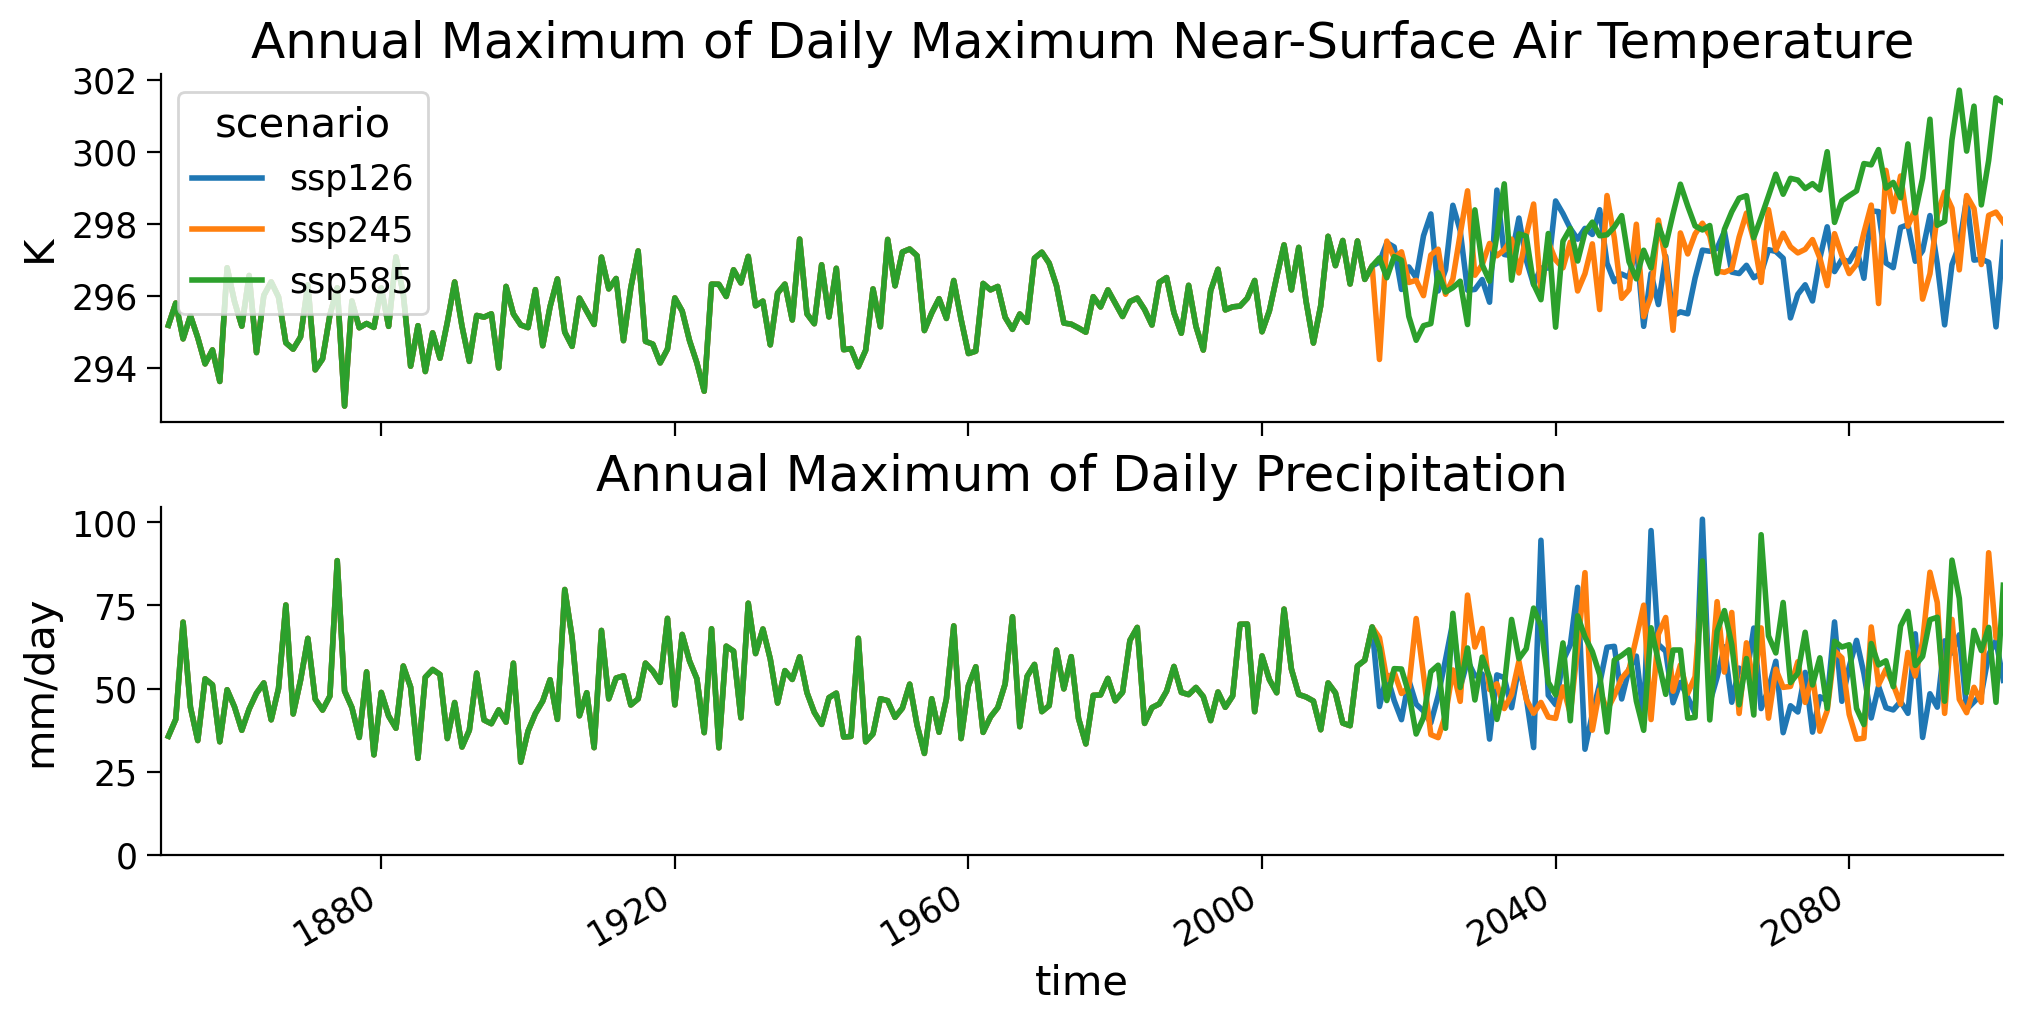 Annual Maximum of Daily Maximum Near-Surface Air Temperature
302
300
298
296
294
K
scenario
ssp126
ssp245
ssp585
Annual Maximum of Daily Precipitation
100
75
50
25
0
mm/day
1880
1920
1960
2000
2040
2080
time